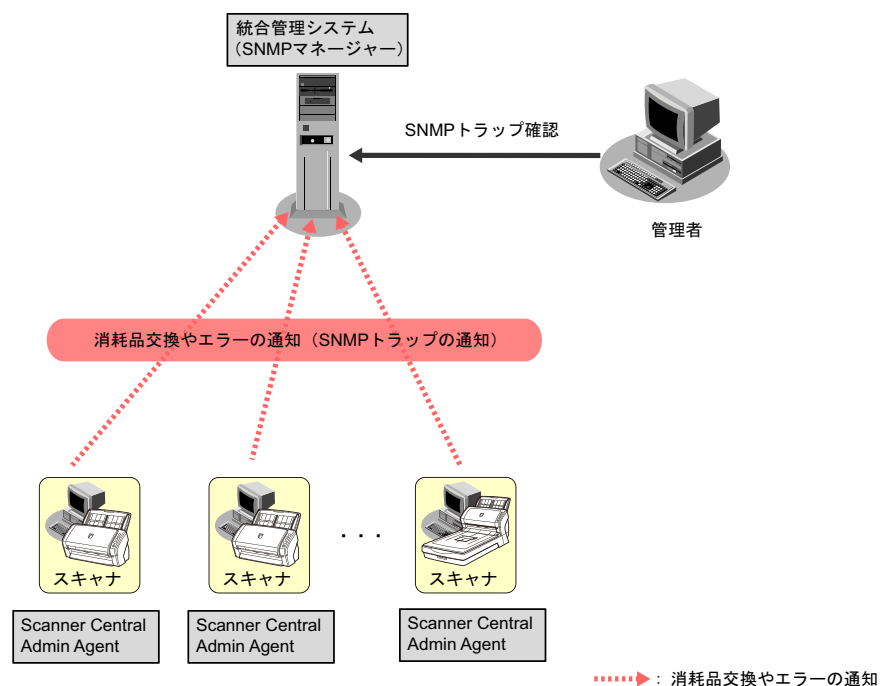 統合管理システム
（SNMPマネージャー）
SNMPトラップ確認
管理者
消耗品交換やエラーの通知（SNMPトラップの通知）
スキャナ
スキャナ
・・・
スキャナ
Scanner Central
Admin Agent
Scanner Central
Admin Agent
Scanner Central
Admin Agent
：消耗品交換やエラーの通知